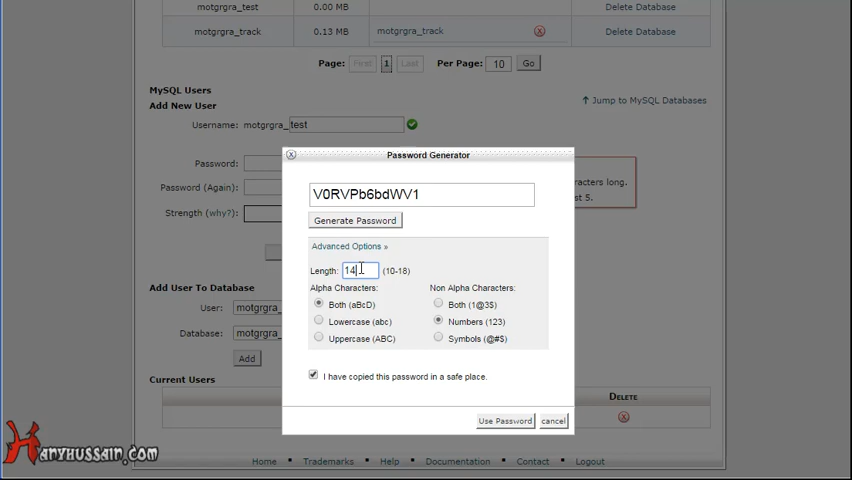 motgrgra_test 0.00 MB Delete Database
motgrgra_track 0.13 MB motgrgra_track Delete Database
Page: First 1 Last Per Page: 10 Go
MySQL Users
Add New User
Jump to MySQL Databases
Username: motgrgra_ test
Password Generator
Password:
Password (Again):
Strength (why?):
racters long.
st 5.
V0RVPb6bdWV1
Generate Password
Advanced Options »
Length: 14 (10-18)
Alpha Characters: Non Alpha Characters:
Both (aBcD) Both (1@3$)
Lowercase (abc) Numbers (123)
Uppercase (ABC) Symbols (@#$)
I have copied this password in a safe place.
Use Password cancel
Add User To Database
User: motgrgra
Database: motgrgra
Add
Current Users
DELETE
HANYHUSSAIN.COM
Home Trademarks Help Documentation Contact Logout